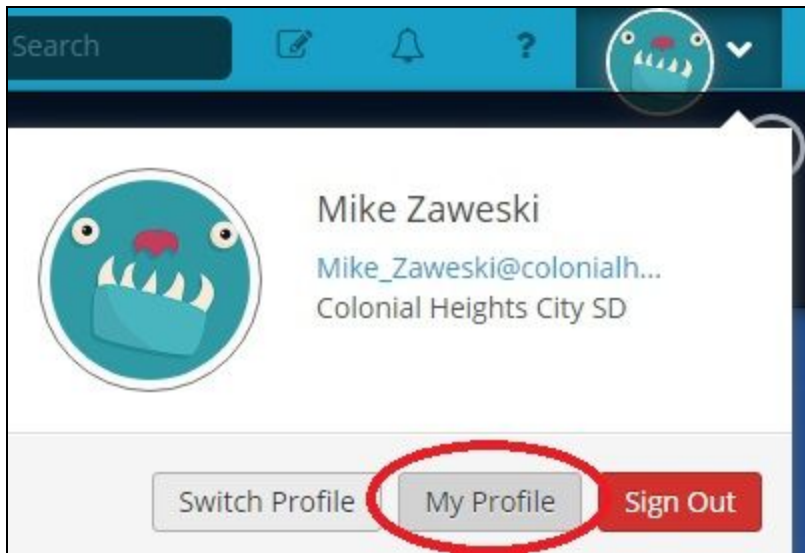 Search
?
Mike Zaweski
Mike_Zaweski@colonialh...
Colonial Heights City SD
Switch Profile
My Profile
Sign Out